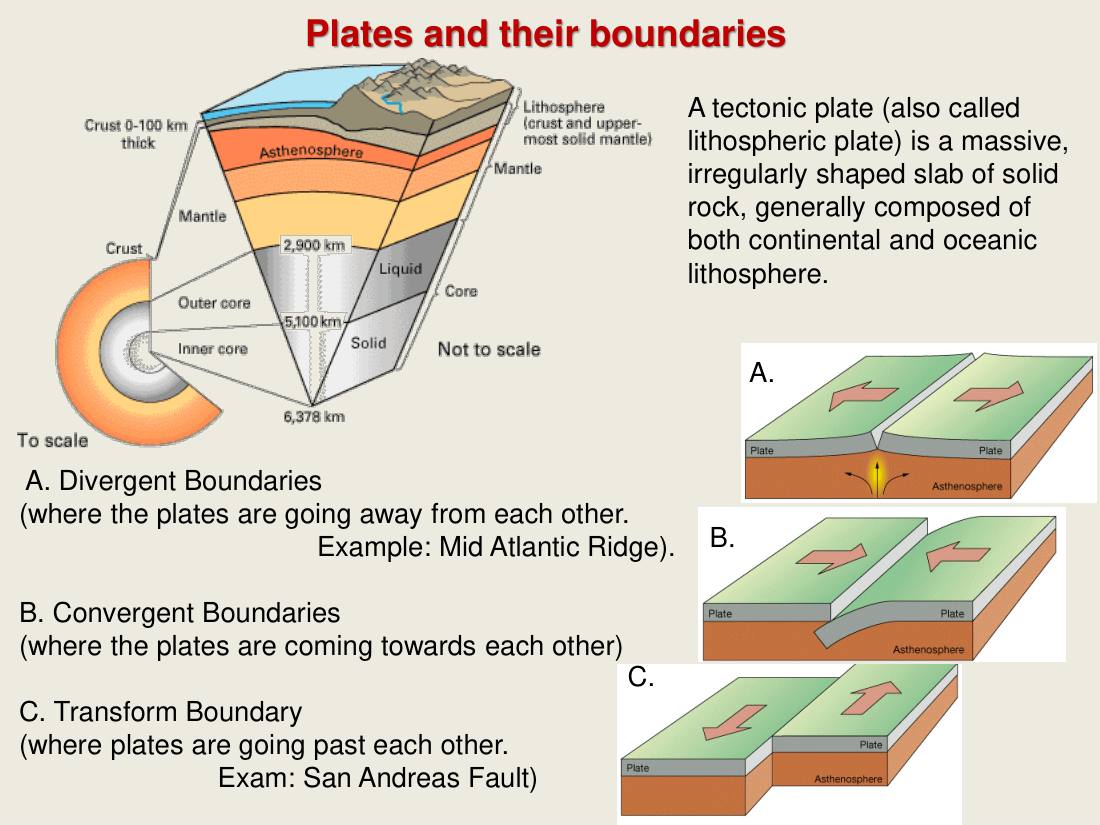 Plates and their boundaries
Crust 0-100 km
thick
Asthenosphere
Lithosphere
(crust and upper-
most solid mantle)
Mantle
Mantle
Crust
2,900 km
Liquid
Core
Outer core
5,100 km
Inner core
Solid
Not to scale
6,378 km
To scale
A tectonic plate (also called
lithospheric plate) is a massive,
irregularly shaped slab of solid
rock, generally composed of
both continental and oceanic
lithosphere.
A. Divergent Boundaries
(where the plates are going away from each other.
Example: Mid Atlantic Ridge).
B. Convergent Boundaries
(where the plates are coming towards each other)
C. Transform Boundary
(where plates are going past each other.
Exam: San Andreas Fault)
A.
Plate
Plate
Asthenosphere
B.
Plate
Plate
Asthenosphere
C.
Plate
Plate
Asthenosphere